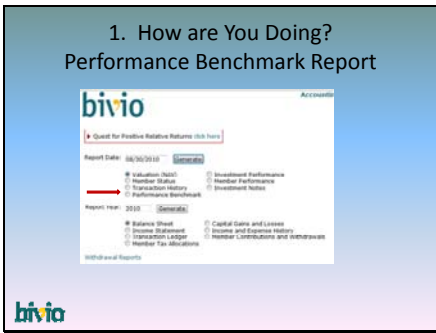 1. How are You Doing?
Performance Benchmark Report
bivio
Accountin
Quest for Positive Relative Returns click here
Report Date: 08/30/2010 Generate
Valuation (NAV) Investment Performance
Member Status Member Performance
Transaction History Investment Notes
Performance Benchmark
Report Year: 2010 Generate
Balance Sheet Capital Gains and Losses
Income Statement Income and Expense History
Transaction Ledger Member Contributions and Withdrawals
Member Tax Allocations
Withdrawal Reports
bivio